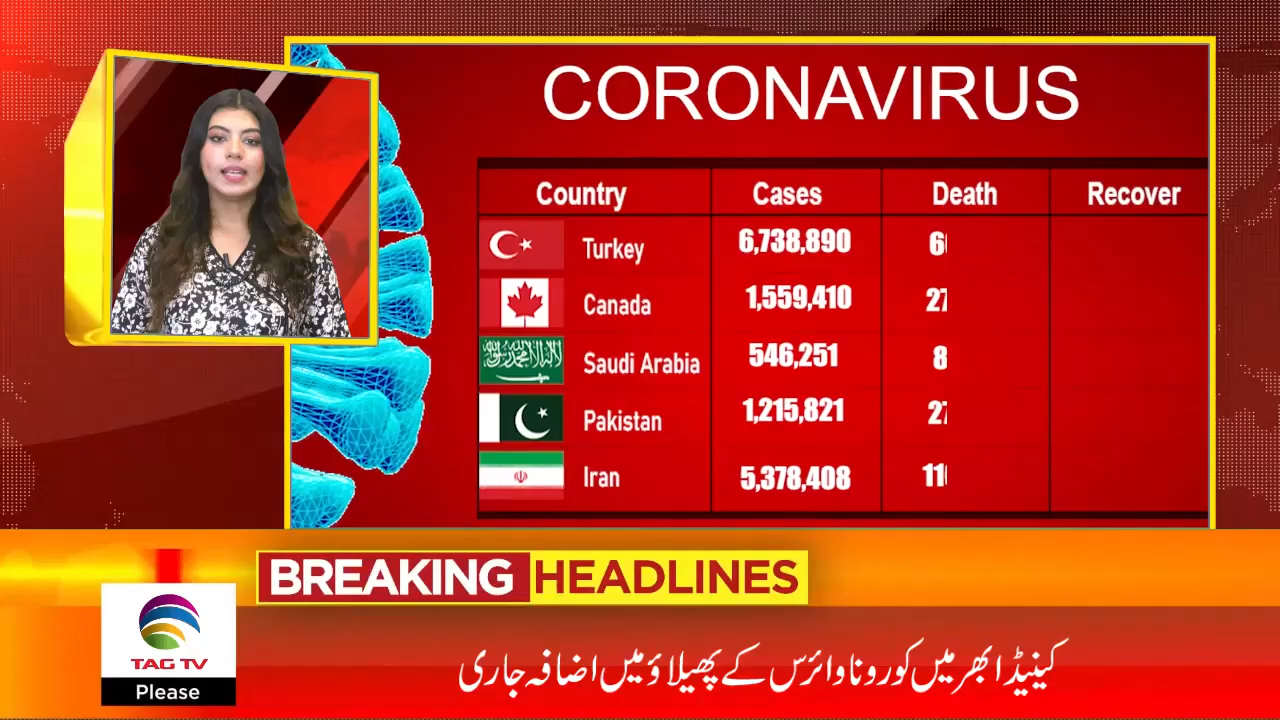 CORONAVIRUS
Country Cases Death Recover
Turkey 6,738,890
Canada 1,559,410
Saudi Arabia 546,251
Pakistan 1,215,821
Iran 5,378,408
BREAKING HEADLINES
کینیڈا بھر میں کورونا وائرس کے پھیلاؤ میں اضافہ جاری
TAG TV
Please